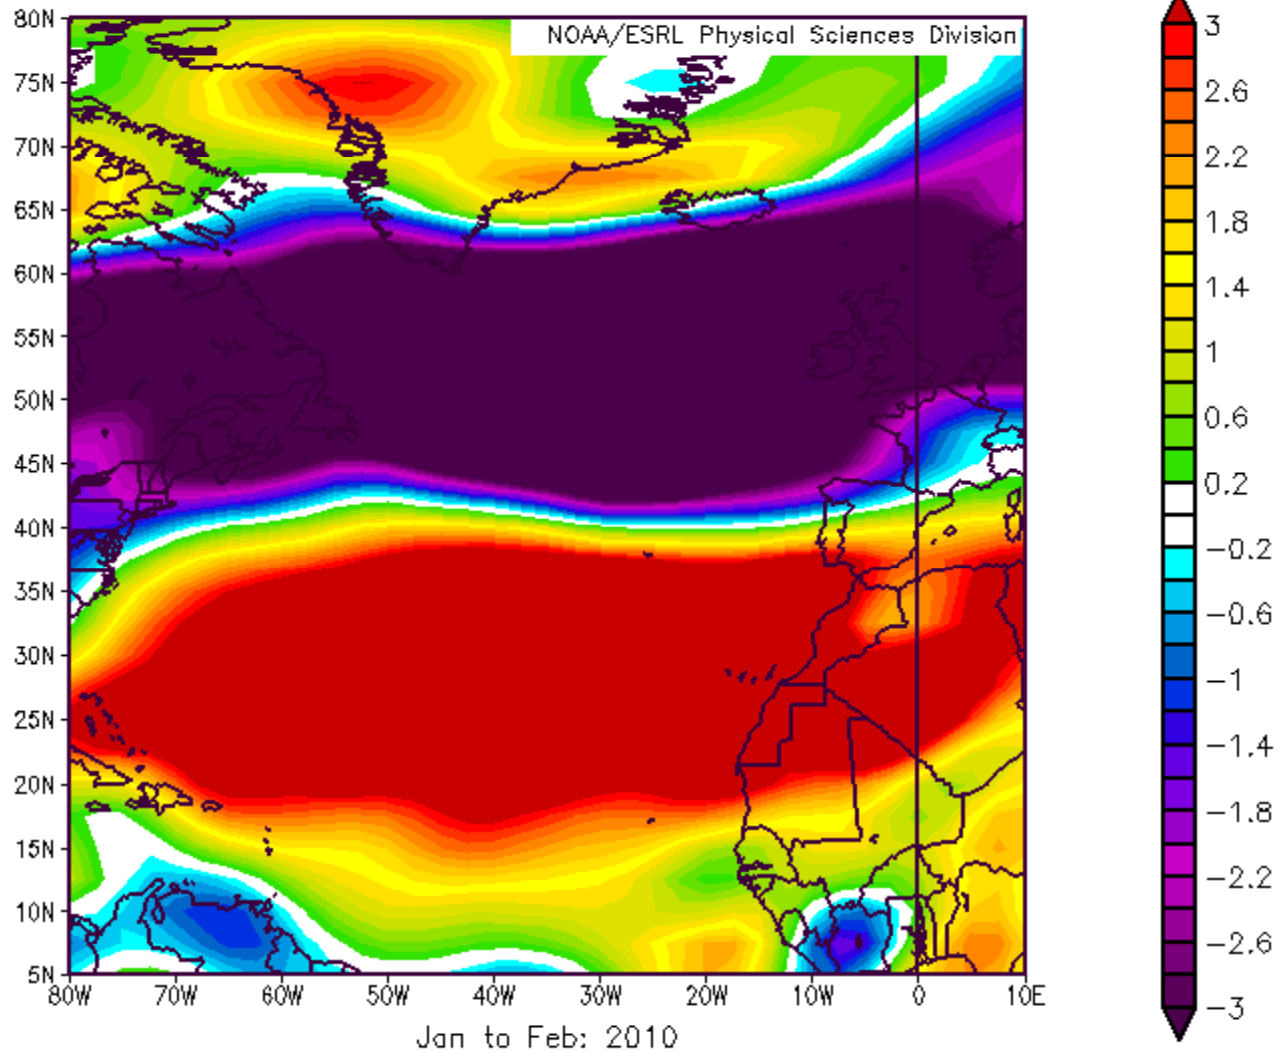 NOAA/ESRL Physical Sciences Division
80N
75N
70N
65N
60N
55N
50N
45N
40N
35N
30N
25N
20N
15N
10N
5N
80W 70W 60W 50W 40W 30W 20W 10W 0 10E
Jan to Feb: 2010
3
2.6
2.2
1.8
1.4
1
0.6
0.2
−0.2
−0.6
−1
−1.4
−1.8
−2.2
−2.6
−3